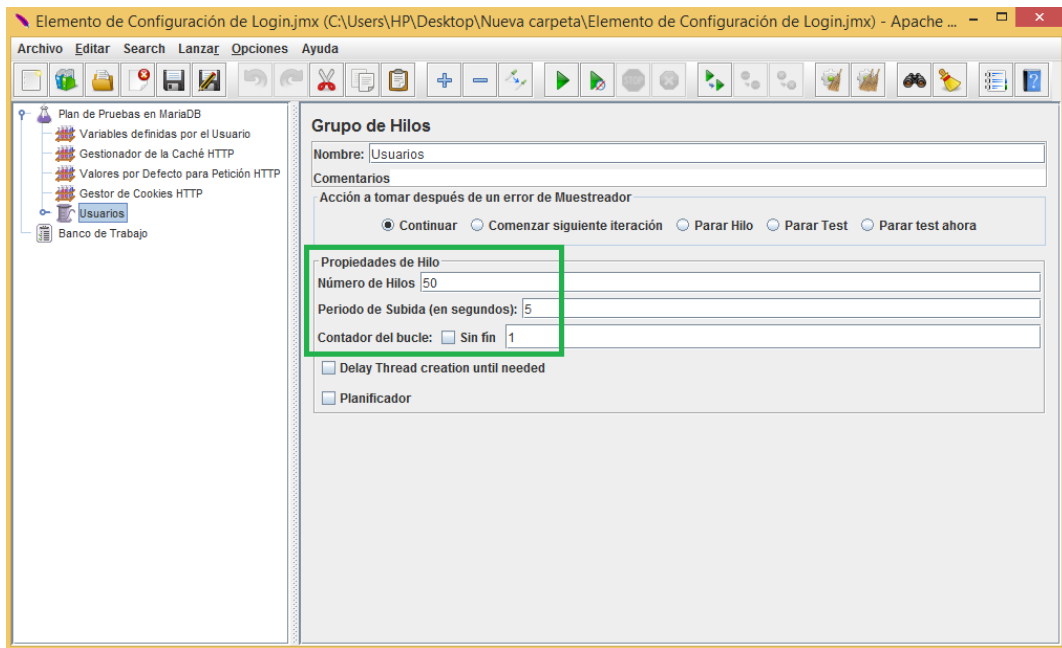 Elemento de Configuración de Login.jmx (C:\Users\HP\Desktop\Nueva carpeta\Elemento de Configuración de Login.jmx) - Apache ...
Archivo Editar Search Lanzar Opciones Ayuda
Plan de Pruebas en MariaDB
Variables definidas por el Usuario
Gestionador de la Caché HTTP
Valores por Defecto para Petición HTTP
Gestor de Cookies HTTP
Usuarios
Banco de Trabajo
Grupo de Hilos
Nombre: Usuarios
Comentarios
Acción a tomar después de un error de Muestreador
Continuar Comenzar siguiente iteración Parar Hilo Parar Test Parar test ahora
Propiedades de Hilo
Número de Hilos 50
Periodo de Subida (en segundos): 5
Contador del bucle: Sin fín 1
Delay Thread creation until needed
Planificador